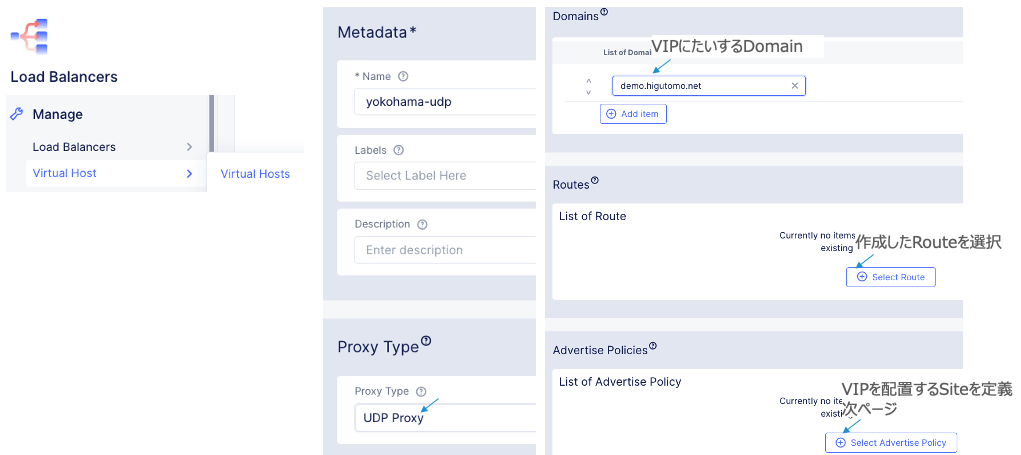 Load Balancers
Manage
Load Balancers
Virtual Host
Virtual Hosts
Metadata*
* Name
yokohama-udp
Labels
Select Label Here
Description
Enter description
Proxy Type
Proxy Type
UDP Proxy
Domains
List of Domai
VIPにたいするDomain
demo.higutomo.net
Add item
Routes
List of Route
Currently no items
existing
作成したRouteを選択
Select Route
Advertise Policies
List of Advertise Policy
Currently no ite
existing
VIPを配置するSiteを定義
次ページ
Select Advertise Policy